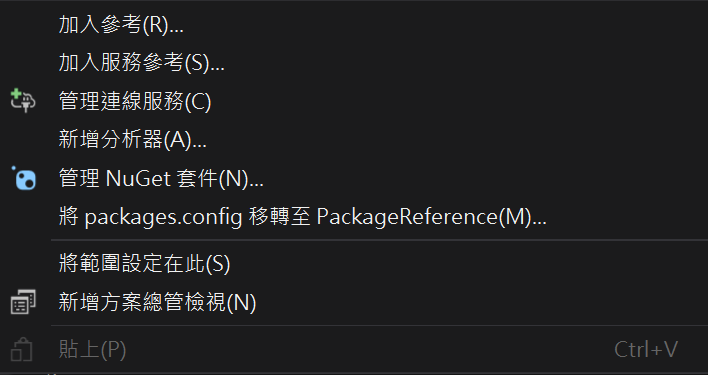 加入參考(R)...
加入服務參考(S)...
管理連線服務(C)
新增分析器(A)...
管理 NuGet 套件(N)...
將 packages.config 移轉至 PackageReference(M)...
將範圍設定在此(S)
新增方案總管檢視(N)
貼上(P) Ctrl+V